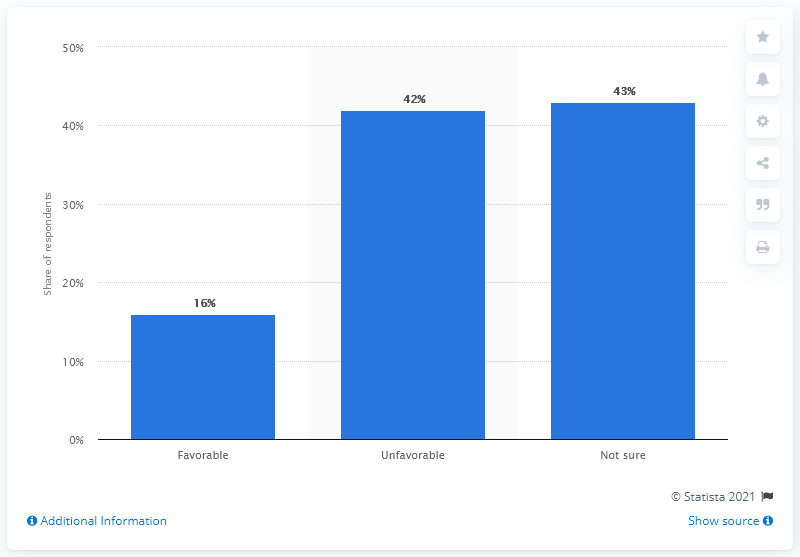 50%
42%
43%
40%
Share of respondents
30%
20%
16%
10%
0%
Favorable
Unfavorable
Not sure
© Statista 2021
Additional Information
Show source